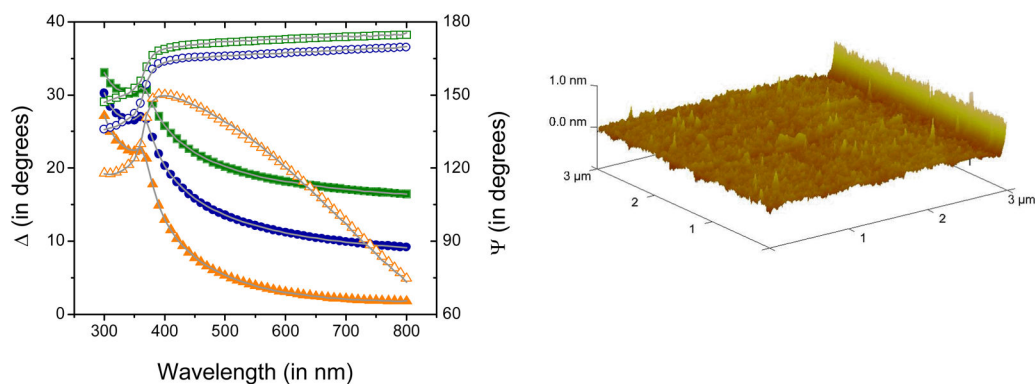 40
30
20
10
0
Δ (in degrees)
300 400 500 600 700 800
Wavelength (in nm)
180
150
120
90
60
Ψ (in degrees)
1.0 nm
0.0 nm
3 µm
2
1
1
2
3 µm